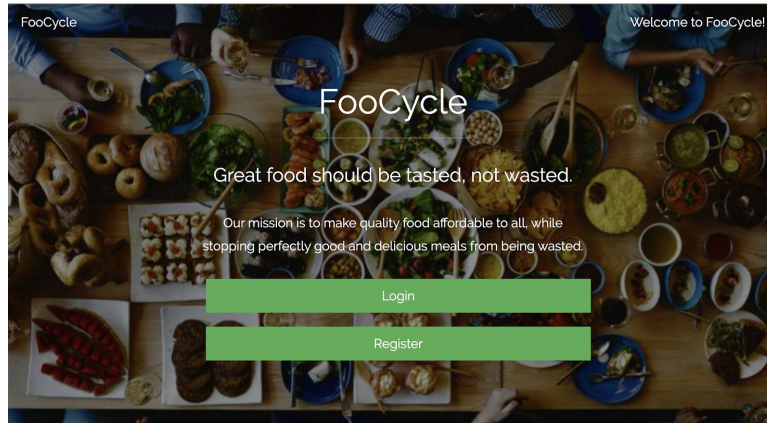 FooCycle
Welcome to FooCycle!
FooCycle
Great food should be tasted, not wasted.
Our mission is to make quality food affordable to all, while
stopping perfectly good and delicious meals from being wasted.
Login
Register